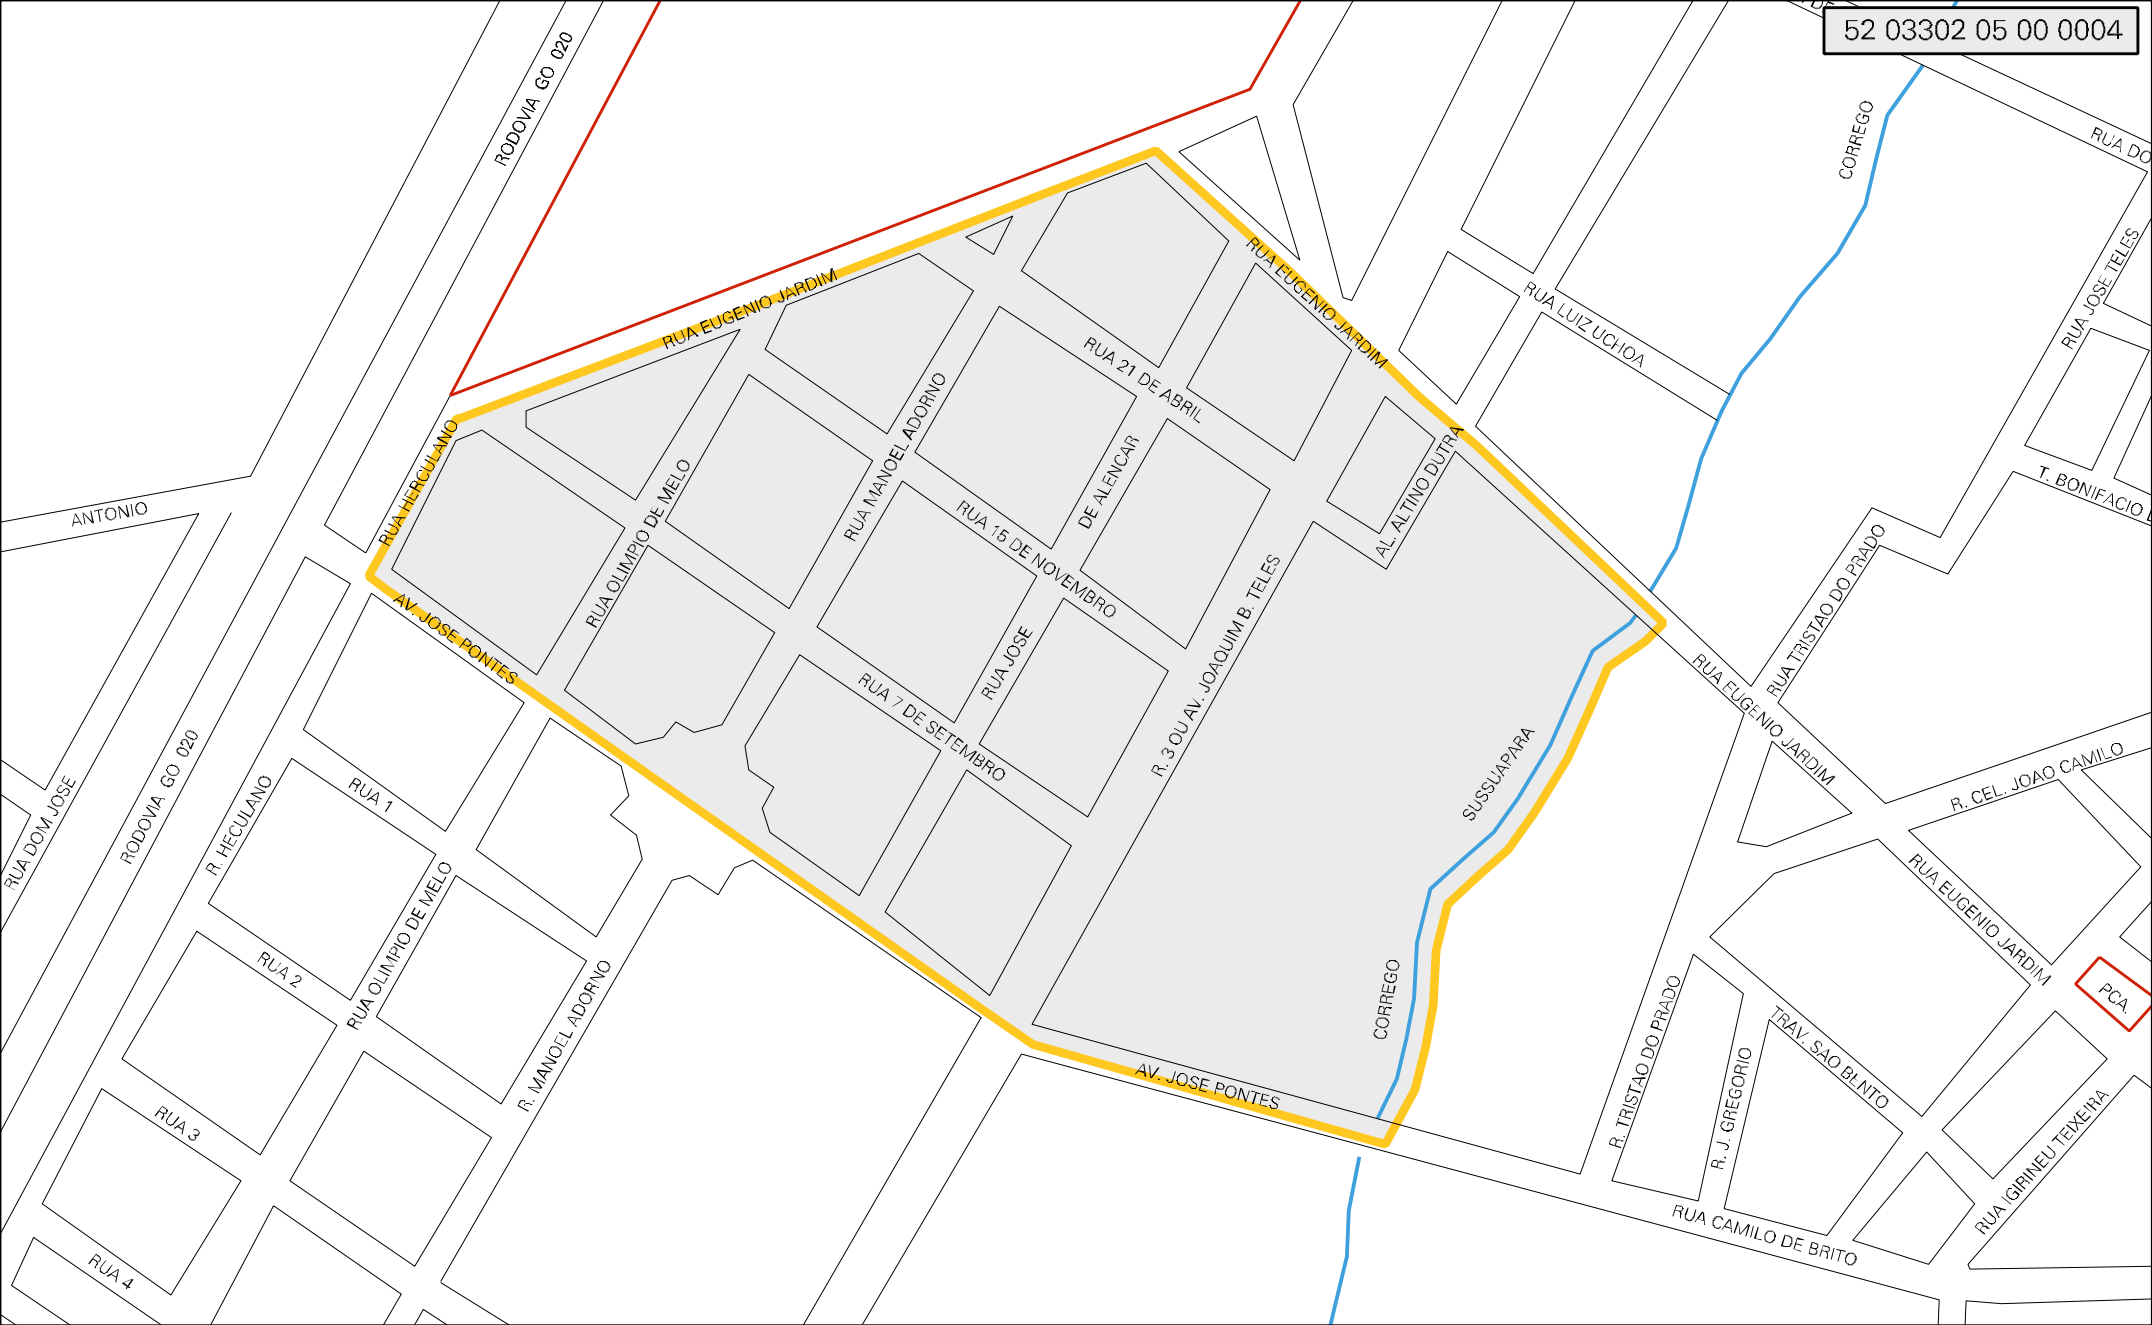 52 03302 05 00 0004
RODOVIA GO 020
CORREGO
RUA DO
RUA EUGENIO JARDIM
RUA EUGENIO JARDIM
RUA LUIZ UCHOA
RUA JOSE TELES
RUA 21 DE ABRIL
RUA MANOEL ADORNO
RUA HERCULANO
AL. ALTINO DUTRA
DE ALENCAR
T. BONIFACIO
ANTONIO
RUA OLIMPIO DE MELO
RUA 15 DE NOVEMBRO
R. 3 OU AV. JOAQUIM B. TELES
RUA TRISTAO DO PRADO
AV. JOSE PONTES
RUA JOSE
RUA 7 DE SETEMBRO
RUA EUGENIO JARDIM
SUSSUAPARA
R. CEL. JOAO CAMILO
RODOVIA GO 020
RUA DOM JOSE
R. HECULANO
RUA 1
RUA EUGENIO JARDIM
RUA OLIMPIO DE MELO
RUA 2
R. MANOEL ADORNO
CORREGO
PCA.
R. TRISTAO DO PRADO
TRAV. SAO BENTO
R. J. GREGORIO
AV. JOSE PONTES
RUA 3
RUA IGIRINEU TEIXEIRA
RUA CAMILO DE BRITO
RUA 4